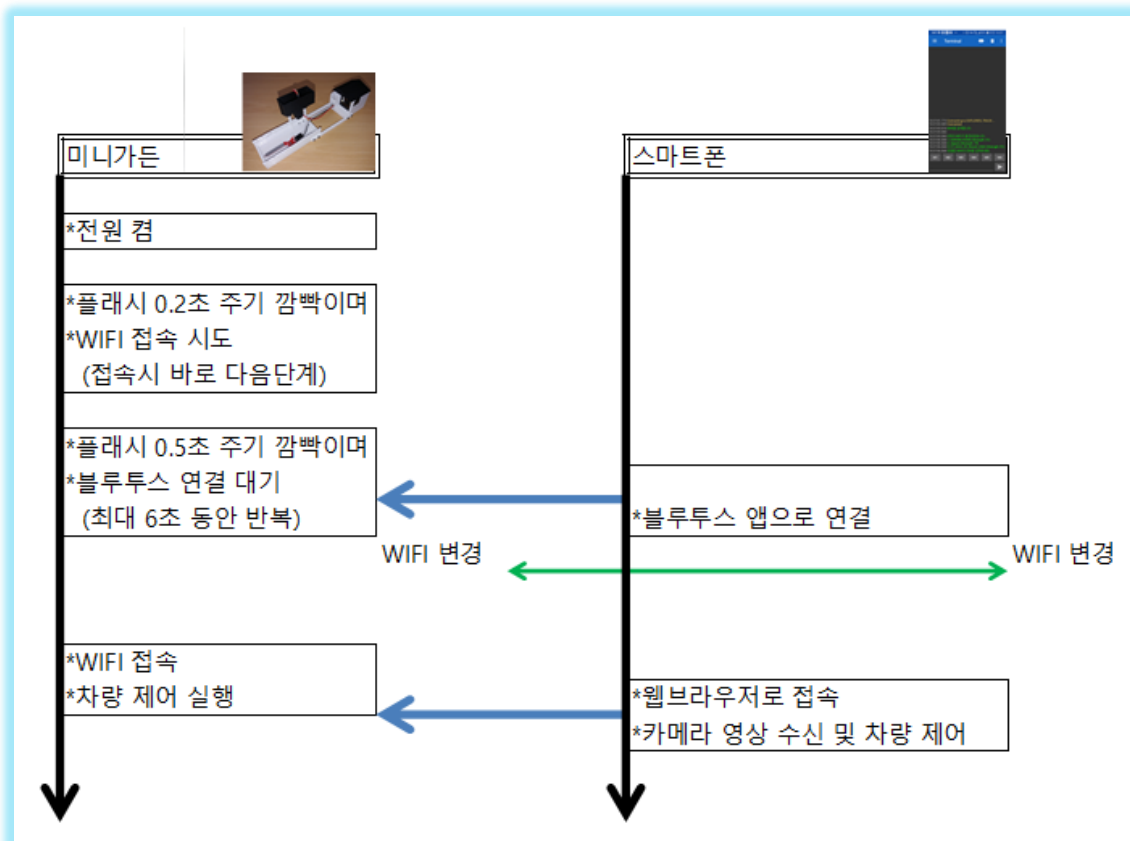 미니가든
스마트폰
*전원 켬
*플래시 0.2초 주기 깜빡이며
*WIFI 접속 시도
(접속시 바로 다음단계)
*플래시 0.5초 주기 깜빡이며
*블루투스 연결 대기
(최대 6초 동안 반복)
*블루투스 앱으로 연결
WIFI 변경
WIFI 변경
*WIFI 접속
*차량 제어 실행
*웹브라우저로 접속
*카메라 영상 수신 및 차량 제어
Terminal